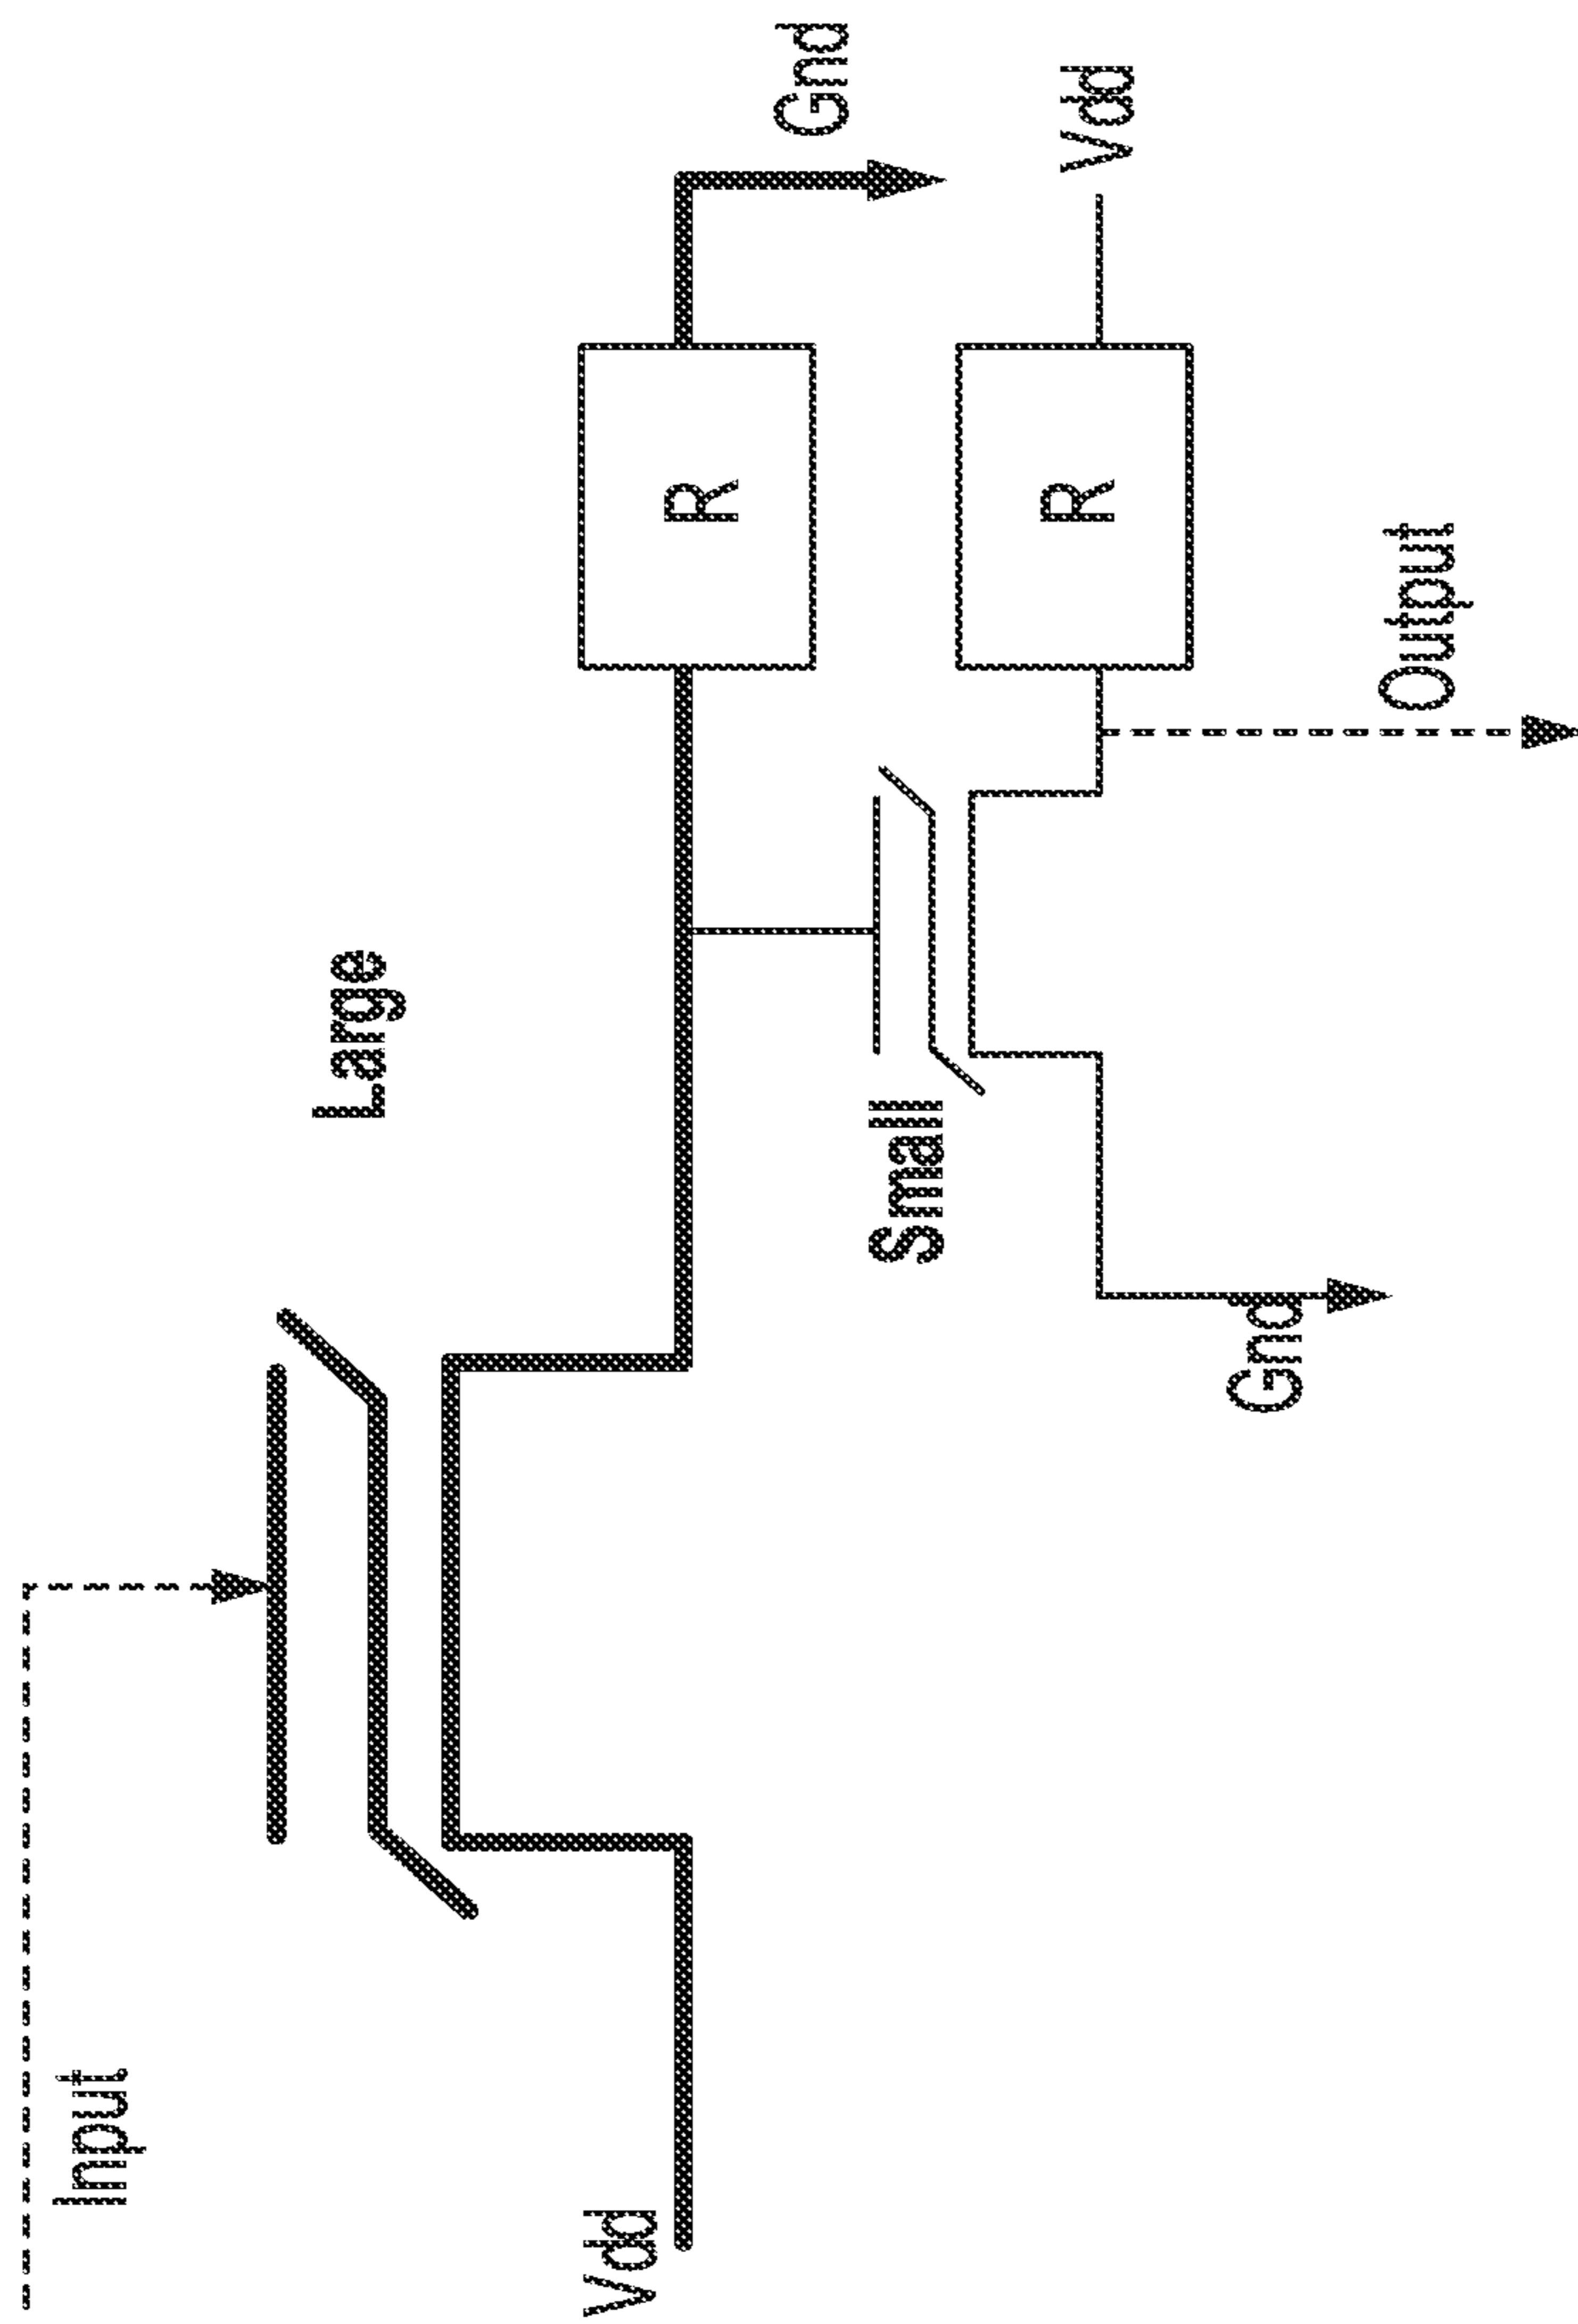 Input
Vdd
Large
Small
Gnd
R
R
Output
Gnd
Vdd